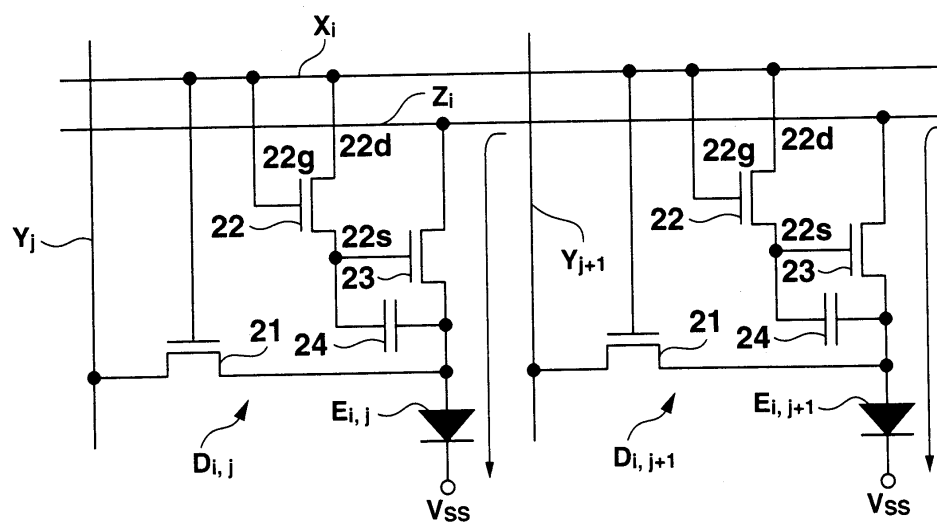 Xi
Zi
22g 22d 22g 22d
22 22
Yj 22s Yj+1 22s
23 23
21 24 21 24
Ei, j Ei, j+1
Di, j Di, j+1
VSS VSS